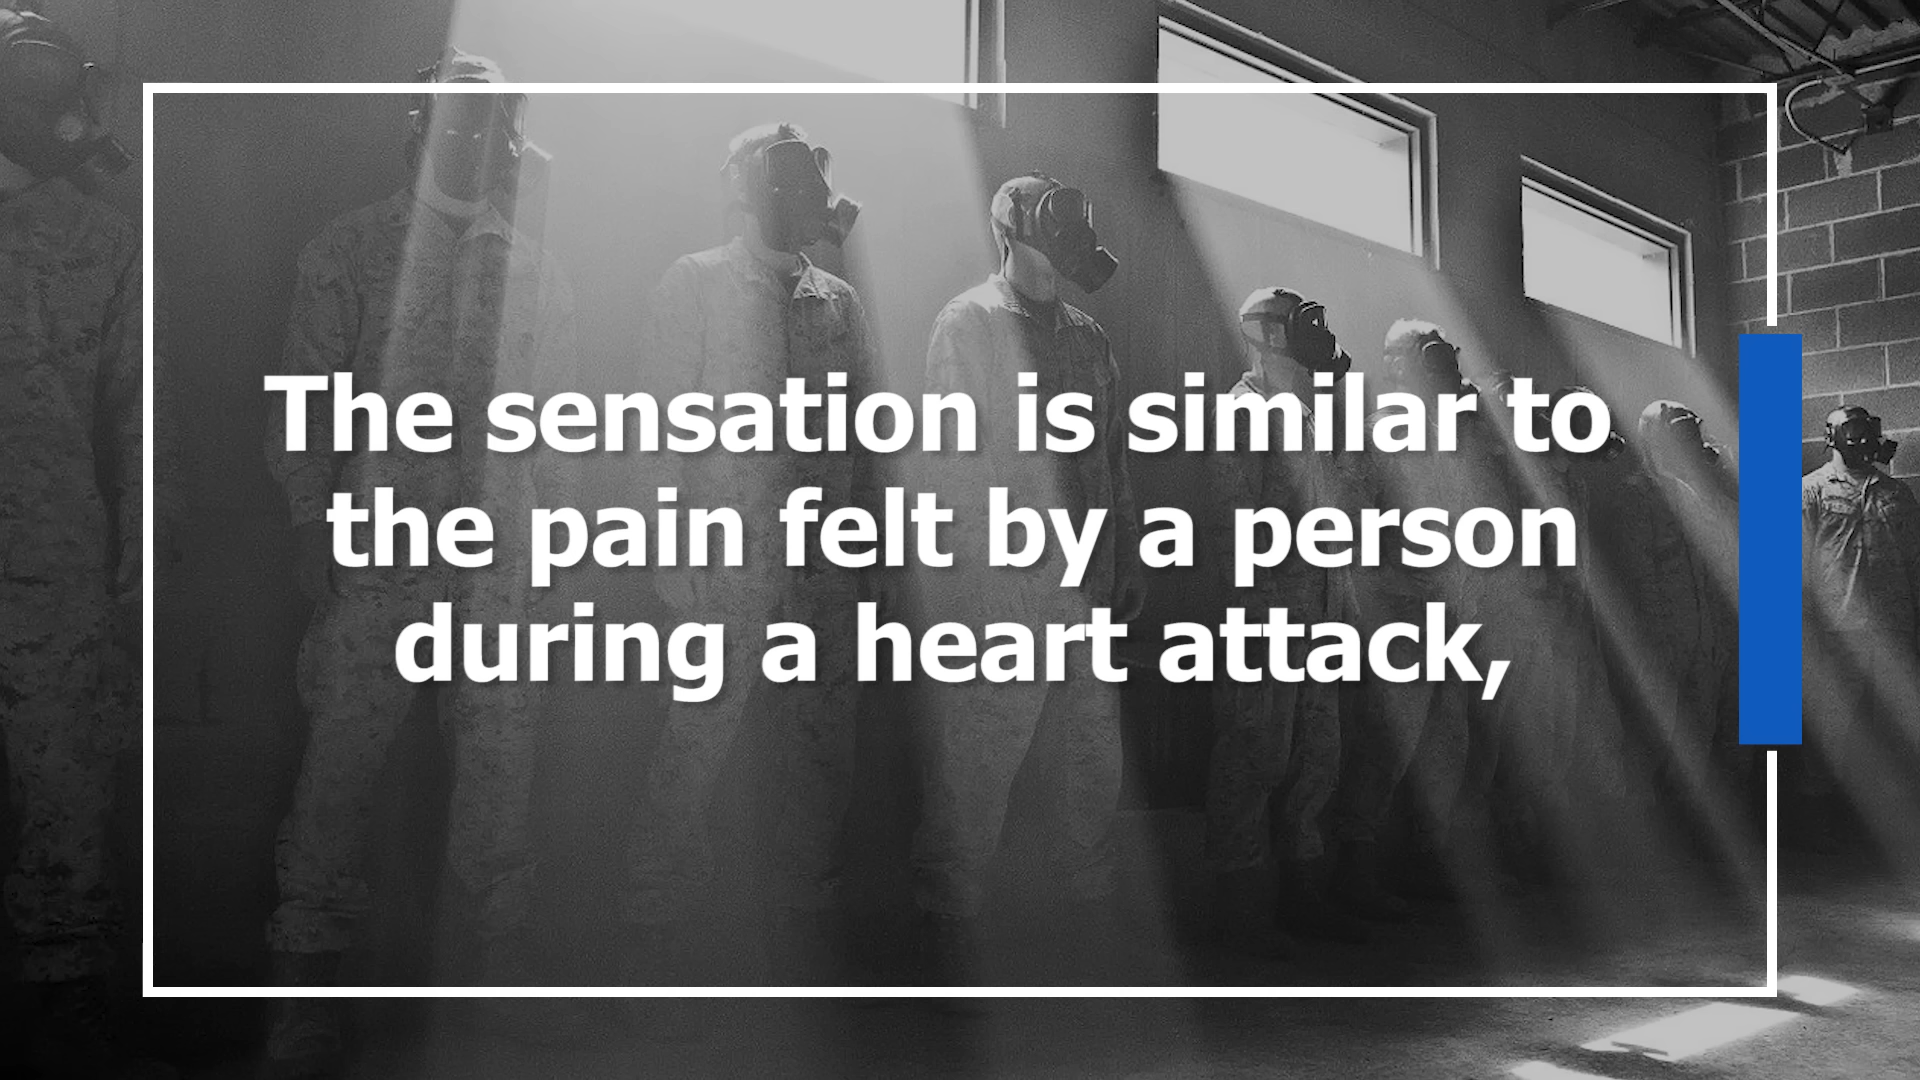 The sensation is similar to
the pain felt by a person
during a heart attack,